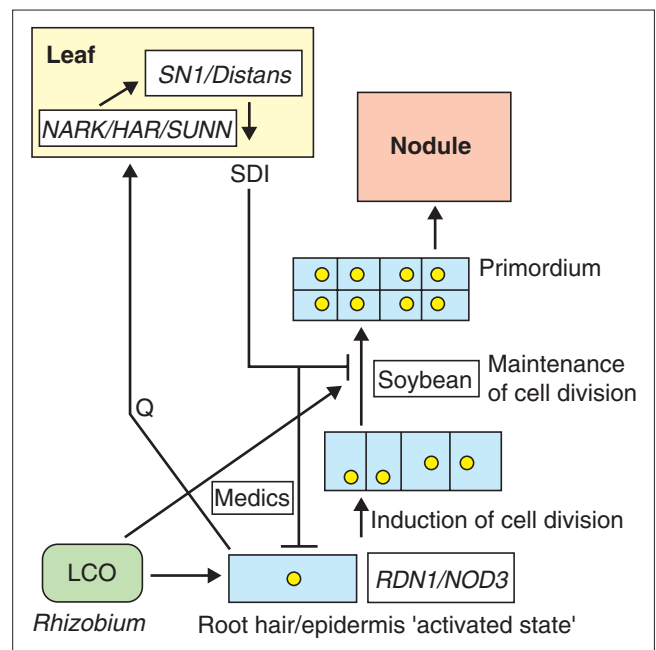 Leaf
SN1/Distans
NARK/HAR/SUNN
SDI
Nodule
Primordium
Soybean
Maintenance
of cell division
Q
Medics
Induction of cell division
LCO
RDN1/NOD3
Rhizobium
Root hair/epidermis 'activated state'